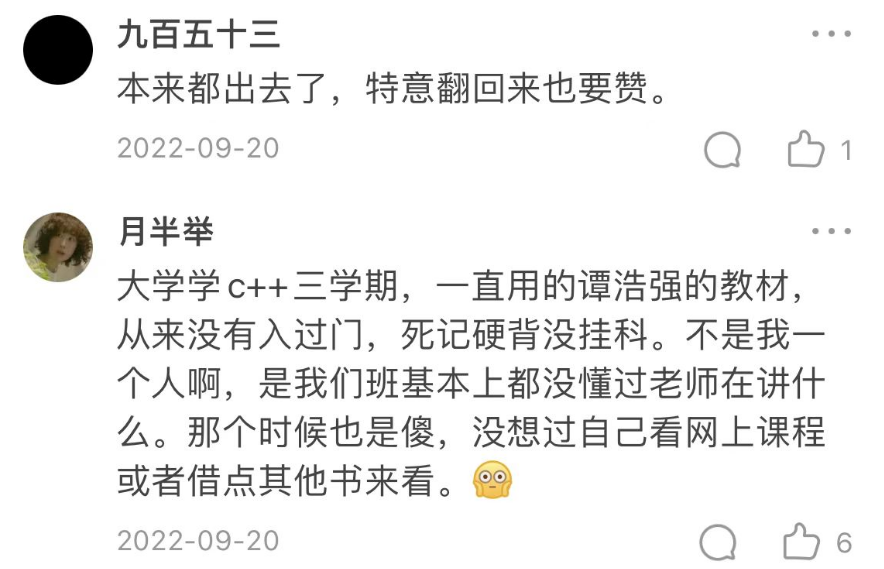 九百五十三
本来都出去了，特意翻回来也要赞。
2022-09-20
1
月半举
大学学c++三学期，一直用的谭浩强的教材，
从来没有入过门，死记硬背没挂科。不是我一
个人啊，是我们班基本上都没懂过老师在讲什
么。那个时候也是傻，没想过自己看网上课程
或者借点其他书来看。
2022-09-20
6